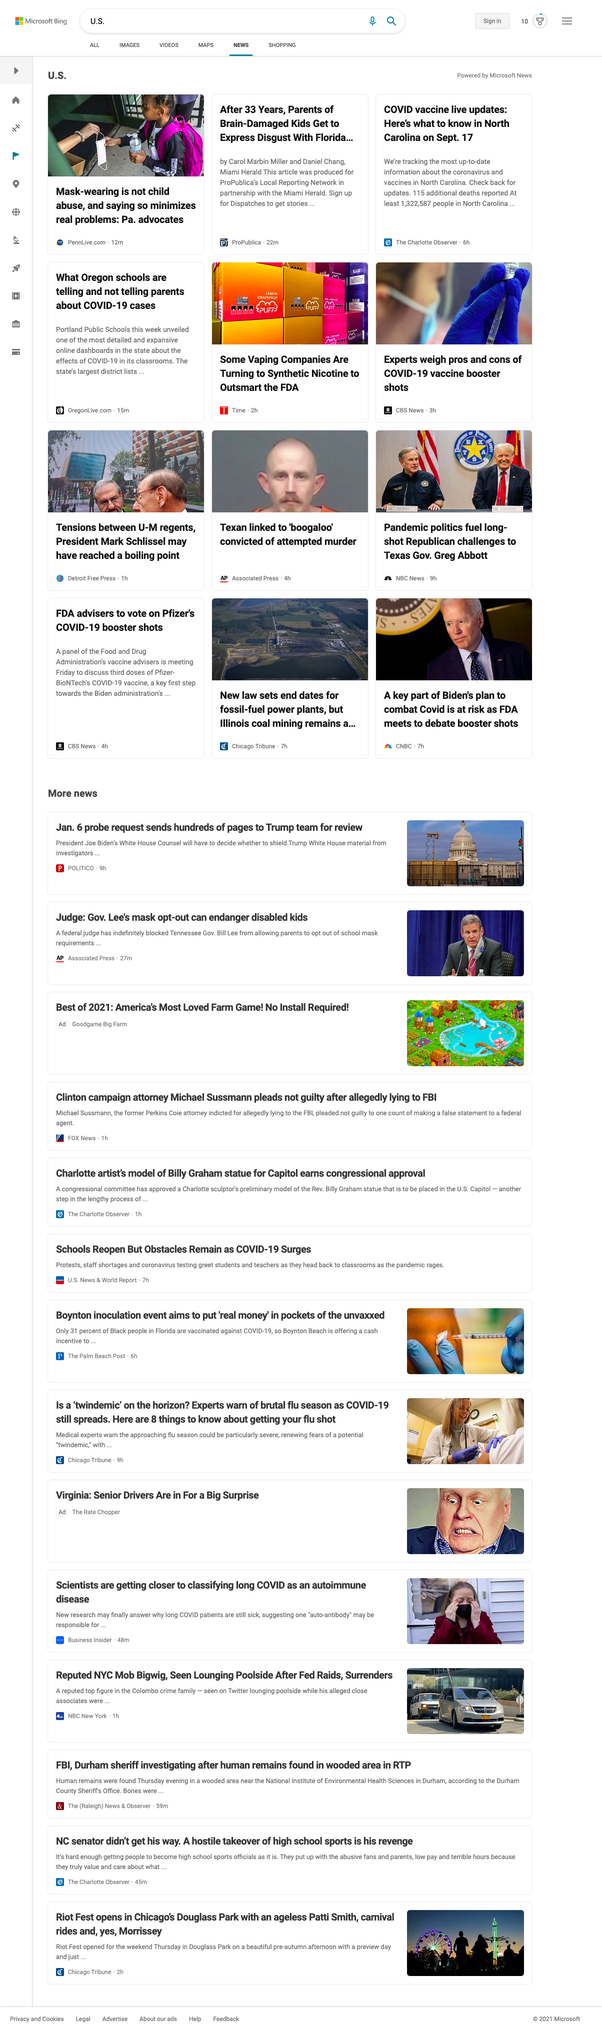 Microsoft Bing
U.S.
Sign in
10
ALL
IMAGES
VIDEOS
MAPS
NEWS
SHOPPING
U.S.
Powered by Microsoft News
Mask-wearing is not child
abuse, and saying so minimizes
real problems: Pa. advocates
PennLive.com · 12m
After 33 Years, Parents of
Brain-Damaged Kids Get to
Express Disgust With Florida...
by Carol Marbin Miller and Daniel Chang,
Miami Herald This article was produced for
ProPublica's Local Reporting Network in
partnership with the Miami Herald. Sign up
for Dispatches to get stories ...
ProPublica · 22m
COVID vaccine live updates:
Here's what to know in North
Carolina on Sept. 17
We're tracking the most up-to-date
information about the coronavirus and
vaccines in North Carolina. Check back for
updates. 115 additional deaths reported At
least 1,322,587 people in North Carolina ...
The Charlotte Observer · 6h
What Oregon schools are
telling and not telling parents
about COVID-19 cases
Portland Public Schools this week unveiled
one of the most detailed and expansive
online dashboards in the state about the
effects of COVID-19 in its classrooms. The
state's largest district lists ...
OregonLive.com · 15m
Some Vaping Companies Are
Turning to Synthetic Nicotine to
Outsmart the FDA
Time · 2h
Experts weigh pros and cons of
COVID-19 vaccine booster
shots
CBS News · 3h
Tensions between U-M regents,
President Mark Schlissel may
have reached a boiling point
Detroit Free Press · 1h
Texan linked to 'boogaloo'
convicted of attempted murder
AP
Associated Press · 4h
Pandemic politics fuel long-
shot Republican challenges to
Texas Gov. Greg Abbott
NBC News · 9h
FDA advisers to vote on Pfizer's
COVID-19 booster shots
A panel of the Food and Drug
Administration's vaccine advisers is meeting
Friday to discuss third doses of Pfizer-
BioNTech's COVID-19 vaccine, a key first step
towards the Biden administration's ...
CBS News · 4h
New law sets end dates for
fossil-fuel power plants, but
Illinois coal mining remains a...
Chicago Tribune · 7h
A key part of Biden's plan to
combat Covid is at risk as FDA
meets to debate booster shots
CNBC · 7h
More news
Jan. 6 probe request sends hundreds of pages to Trump team for review
President Joe Biden's White House Counsel will have to decide whether to shield Trump White House material from
investigators ...
POLITICO · 9h
Judge: Gov. Lee's mask opt-out can endanger disabled kids
A federal judge has indefinitely blocked Tennessee Gov. Bill Lee from allowing parents to opt out of school mask
requirements ...
AP
Associated Press · 27m
Best of 2021: America's Most Loved Farm Game! No Install Required!
Ad
Goodgame Big Farm
Clinton campaign attorney Michael Sussmann pleads not guilty after allegedly lying to FBI
Michael Sussmann, the former Perkins Coie attorney indicted for allegedly lying to the FBI, pleaded not guilty to one count of making a false statement to a federal
agent.
FOX News · 1h
Charlotte artist's model of Billy Graham statue for Capitol earns congressional approval
A congressional committee has approved a Charlotte sculptor's preliminary model of the Rev. Billy Graham statue that is to be placed in the U.S. Capitol — another
step in the lengthy process of ...
The Charlotte Observer · 1h
Schools Reopen But Obstacles Remain as COVID-19 Surges
Protests, staff shortages and coronavirus testing greet students and teachers as they head back to classrooms as the pandemic rages.
U.S. News & World Report · 7h
Boynton inoculation event aims to put 'real money' in pockets of the unvaxxed
Only 31 percent of Black people in Florida are vaccinated against COVID-19, so Boynton Beach is offering a cash
incentive to ...
The Palm Beach Post · 6h
Is a 'twindemic' on the horizon? Experts warn of brutal flu season as COVID-19
still spreads. Here are 8 things to know about getting your flu shot
Medical experts warn the approaching flu season could be particularly severe, renewing fears of a potential
"twindemic," with ...
Chicago Tribune · 9h
Virginia: Senior Drivers Are in For a Big Surprise
Ad
The Rate Chopper
Scientists are getting closer to classifying long COVID as an autoimmune
disease
New research may finally answer why long COVID patients are still sick, suggesting one "auto-antibody" may be
responsible for ...
Business Insider · 48m
Reputed NYC Mob Bigwig, Seen Lounging Poolside After Fed Raids, Surrenders
A reputed top figure in the Colombo crime family — seen on Twitter lounging poolside while his alleged close
associates were ...
NBC New York · 1h
FBI, Durham sheriff investigating after human remains found in wooded area in RTP
Human remains were found Thursday evening in a wooded area near the National Institute of Environmental Health Sciences in Durham, according to the Durham
County Sheriff's Office. Bones were ...
The (Raleigh) News & Observer · 59m
NC senator didn't get his way. A hostile takeover of high school sports is his revenge
It's hard enough getting people to become high school sports officials as it is. They put up with the abusive fans and parents, low pay and terrible hours because
they truly value and care about what ...
The Charlotte Observer · 45m
Riot Fest opens in Chicago's Douglass Park with an ageless Patti Smith, carnival
rides and, yes, Morrissey
Riot Fest opened for the weekend Thursday in Douglass Park on a beautiful pre-autumn afternoon with a preview day
and just ...
Chicago Tribune · 2h
Privacy and Cookies
Legal
Advertise
About our ads
Help
Feedback
© 2021 Microsoft